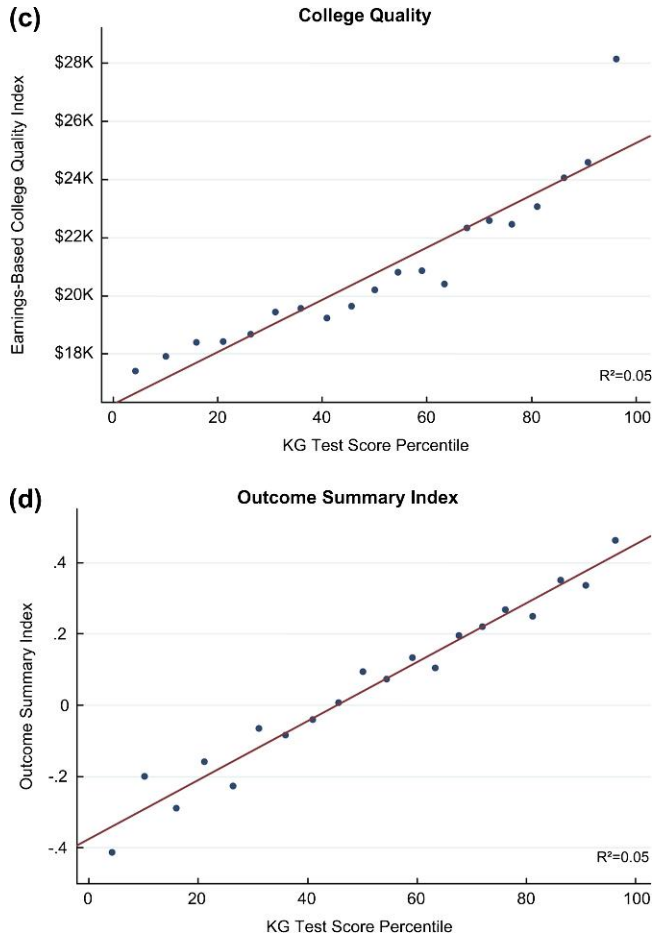 (c)
College Quality
Earnings-Based College Quality Index
$28K
$26K
$24K
$22K
$20K
$18K
R²=0.05
0 20 40 60 80 100
KG Test Score Percentile
(d)
Outcome Summary Index
Outcome Summary Index
.4
.2
0
-.2
-.4
R²=0.05
0 20 40 60 80 100
KG Test Score Percentile